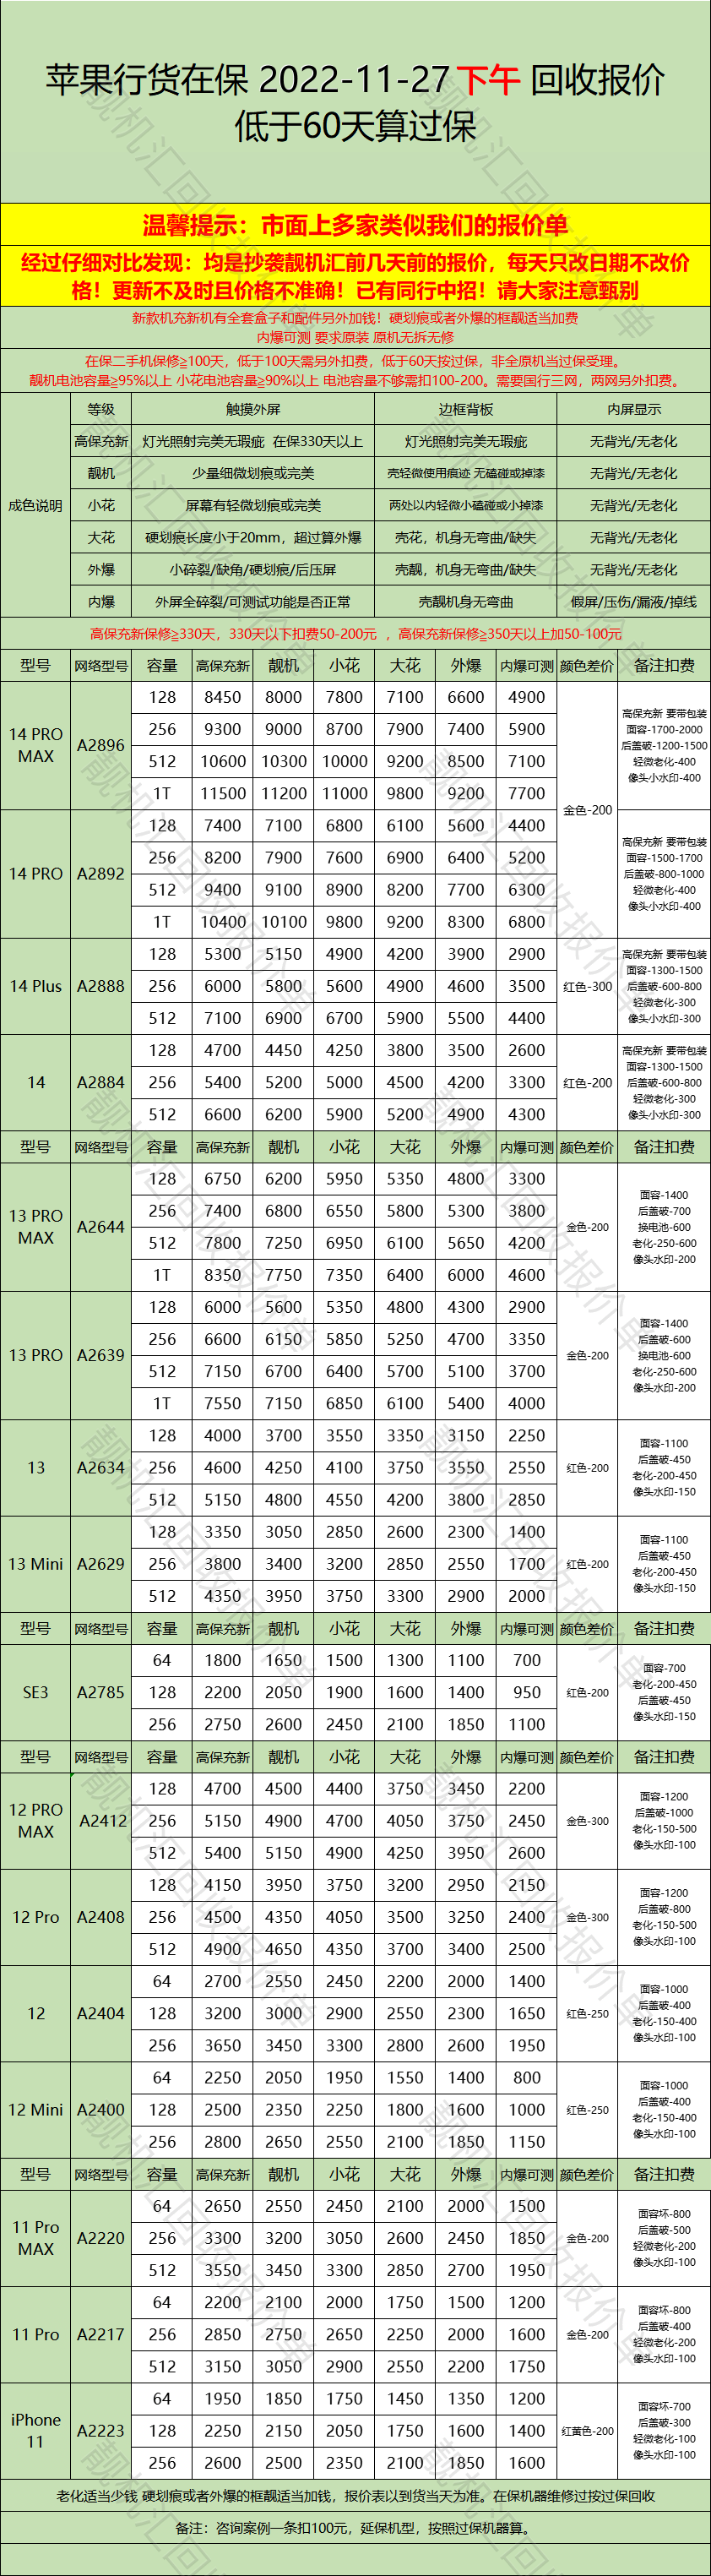 苹果行货在保 2022-11-27下午 回收报价
低于60天算过保
温馨提示：市面上多家类似我们的报价单
经过仔细对比发现：均是抄袭靓机汇前几天前的报价，每天只改日期不改价
格！更新不及时且价格不准确！已有同行中招！请大家注意甄别
新款机充新机有全套盒子和配件另外加钱！硬划痕或者外爆的框靓适当加费
内爆可测 要求原装 原机无拆无修
在保二手机保修≧100天，低于100天需另外扣费，低于60天按过保，非全原机当过保受理。
靓机电池容量≧95%以上 小花电池容量≧90%以上 电池容量不够需扣100-200。需要国行三网，两网另外扣费。
成色说明 等级 触摸外屏 边框背板 内屏显示
高保充新 灯光照射完美无瑕疵 在保330天以上 灯光照射完美无瑕疵 无背光/无老化
靓机 少量细微划痕或完美 壳轻微使用痕迹 无磕碰或掉漆 无背光/无老化
小花 屏幕有轻微划痕或完美 两处以内轻微小磕碰或小掉漆 无背光/无老化
大花 硬划痕长度小于20mm，超过算外爆 壳花，机身无弯曲/缺失 无背光/无老化
外爆 小碎裂/缺角/硬划痕/后压屏 壳靓，机身无弯曲/缺失 无背光/无老化
内爆 外屏全碎裂/可测试功能是否正常 壳靓机身无弯曲 假屏/压伤/漏液/掉线
高保充新保修≧330天，330天以下扣费50-200元 ，高保充新保修≧350天以上加50-100元
型号 网络型号 容量 高保充新 靓机 小花 大花 外爆 内爆可测 颜色差价 备注扣费
14 PRO MAX A2896
128 8450 8000 7800 7100 6600 4900
256 9300 9000 8700 7900 7400 5900
512 10600 10300 10000 9200 8500 7100
1T 11500 11200 11000 9800 9200 7700
金色-200
高保充新 要带包装
面容-1700-2000
后盖破-1200-1500
轻微老化-400
像头小水印-400
14 PRO A2892
128 7400 7100 6800 6100 5600 4400
256 8200 7900 7600 6900 6400 5200
512 9400 9100 8900 8200 7700 6300
1T 10400 10100 9800 9200 8300 6800
高保充新 要带包装
面容-1500-1700
后盖破-800-1000
轻微老化-400
像头小水印-400
14 Plus A2888
128 5300 5150 4900 4200 3900 2900
256 6000 5800 5600 4900 4600 3500
512 7100 6900 6700 5900 5500 4400
红色-300
高保充新 要带包装
面容-1300-1500
后盖破-600-800
轻微老化-300
像头小水印-300
14 A2884
128 4700 4450 4250 3800 3500 2600
256 5400 5200 5000 4500 4200 3300
512 6600 6200 5900 5200 4900 4300
红色-200
高保充新 要带包装
面容-1300-1500
后盖破-600-800
轻微老化-300
像头小水印-300
型号 网络型号 容量 高保充新 靓机 小花 大花 外爆 内爆可测 颜色差价 备注扣费
13 PRO MAX A2644
128 6750 6200 5950 5350 4800 3300
256 7400 6800 6550 5800 5300 3800
512 7800 7250 6950 6100 5650 4200
1T 8350 7750 7350 6400 6000 4600
金色-200
面容-1400
后盖破-700
换电池-600
老化-250-600
像头水印-200
13 PRO A2639
128 6000 5600 5350 4800 4300 2900
256 6600 6150 5850 5250 4700 3350
512 7150 6700 6400 5700 5100 3700
1T 7550 7150 6850 6100 5400 4000
金色-200
面容-1400
后盖破-600
换电池-600
老化-250-600
像头水印-200
13 A2634
128 4000 3700 3550 3350 3150 2250
256 4600 4250 4100 3750 3550 2550
512 5150 4800 4550 4200 3800 2850
红色-200
面容-1100
后盖破-450
老化-200-450
像头水印-150
13 Mini A2629
128 3350 3050 2850 2600 2300 1400
256 3800 3400 3200 2850 2550 1700
512 4350 3950 3750 3300 2900 2000
红色-200
面容-1100
后盖破-450
老化-200-450
像头水印-150
型号 网络型号 容量 高保充新 靓机 小花 大花 外爆 内爆可测 颜色差价 备注扣费
SE3 A2785
64 1800 1650 1500 1300 1100 700
128 2200 2050 1900 1600 1400 950
256 2750 2600 2450 2100 1850 1100
红色-200
面容-700
老化-200-450
后盖破-450
像头水印-150
型号 网络型号 容量 高保充新 靓机 小花 大花 外爆 内爆可测 颜色差价 备注扣费
12 PRO MAX A2412
128 4700 4500 4400 3750 3450 2200
256 5150 4900 4700 4050 3750 2450
512 5400 5150 4900 4250 3950 2600
金色-300
面容-1200
后盖破-1000
老化-150-500
像头水印-100
12 Pro A2408
128 4150 3950 3750 3200 2950 2150
256 4500 4350 4050 3500 3250 2400
512 4900 4650 4350 3700 3400 2500
金色-300
面容-1200
后盖破-800
老化-150-500
像头水印-100
12 A2404
64 2700 2550 2450 2200 2000 1400
128 3200 3000 2900 2550 2300 1650
256 3650 3450 3300 2800 2600 1950
红色-250
面容-1000
后盖破-400
老化-150-400
像头水印-100
12 Mini A2400
64 2250 2050 1950 1550 1400 800
128 2500 2350 2250 1800 1600 1000
256 2800 2650 2550 2100 1850 1150
红色-250
面容-1000
后盖破-400
老化-150-400
像头水印-100
型号 网络型号 容量 高保充新 靓机 小花 大花 外爆 内爆可测 颜色差价 备注扣费
11 Pro MAX A2220
64 2650 2550 2450 2100 2000 1500
256 3300 3200 3050 2600 2450 1850
512 3550 3450 3300 2850 2700 1950
金色-200
面容坏-800
后盖破-500
轻微老化-200
像头水印-100
11 Pro A2217
64 2200 2100 2000 1750 1500 1200
256 2850 2750 2650 2250 2000 1600
512 3150 3050 2900 2550 2200 1750
金色-200
面容坏-800
后盖破-400
轻微老化-200
像头水印-100
iPhone 11 A2223
64 1950 1850 1750 1450 1350 1200
128 2250 2150 2050 1750 1600 1400
256 2600 2500 2350 2100 1850 1600
红黄色-200
面容坏-700
后盖破-300
轻微老化-100
像头水印-100
老化适当少钱 硬划痕或者外爆的框靓适当加钱，报价表以到货当天为准。在保机器维修过按过保回收
备注：咨询案例一条扣100元，延保机型，按照过保机器算。
靓机汇回收报价单